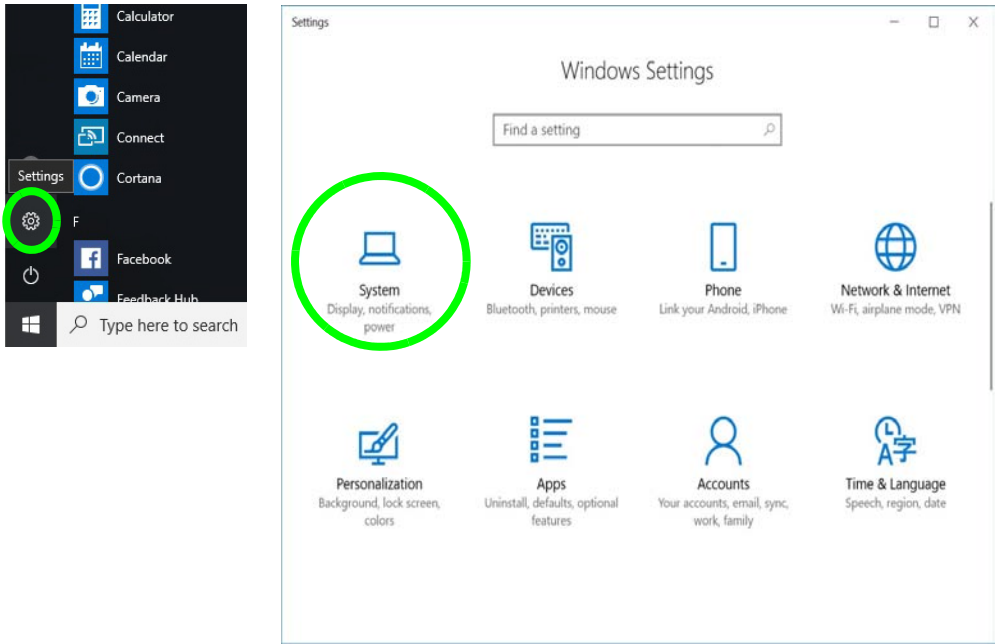 Calculator
Calendar
Camera
Connect
Settings
Cortana
F
Facebook
Feedback Hub
Type here to search
Settings
Windows Settings
Find a setting
System
Display, notifications,
power
Devices
Bluetooth, printers, mouse
Phone
Link your Android, iPhone
Network & Internet
Wi-Fi, airplane mode, VPN
Personalization
Background, lock screen,
colors
Apps
Uninstall, defaults, optional
features
Accounts
Your accounts, email, sync,
work, family
A字
Time & Language
Speech, region, date